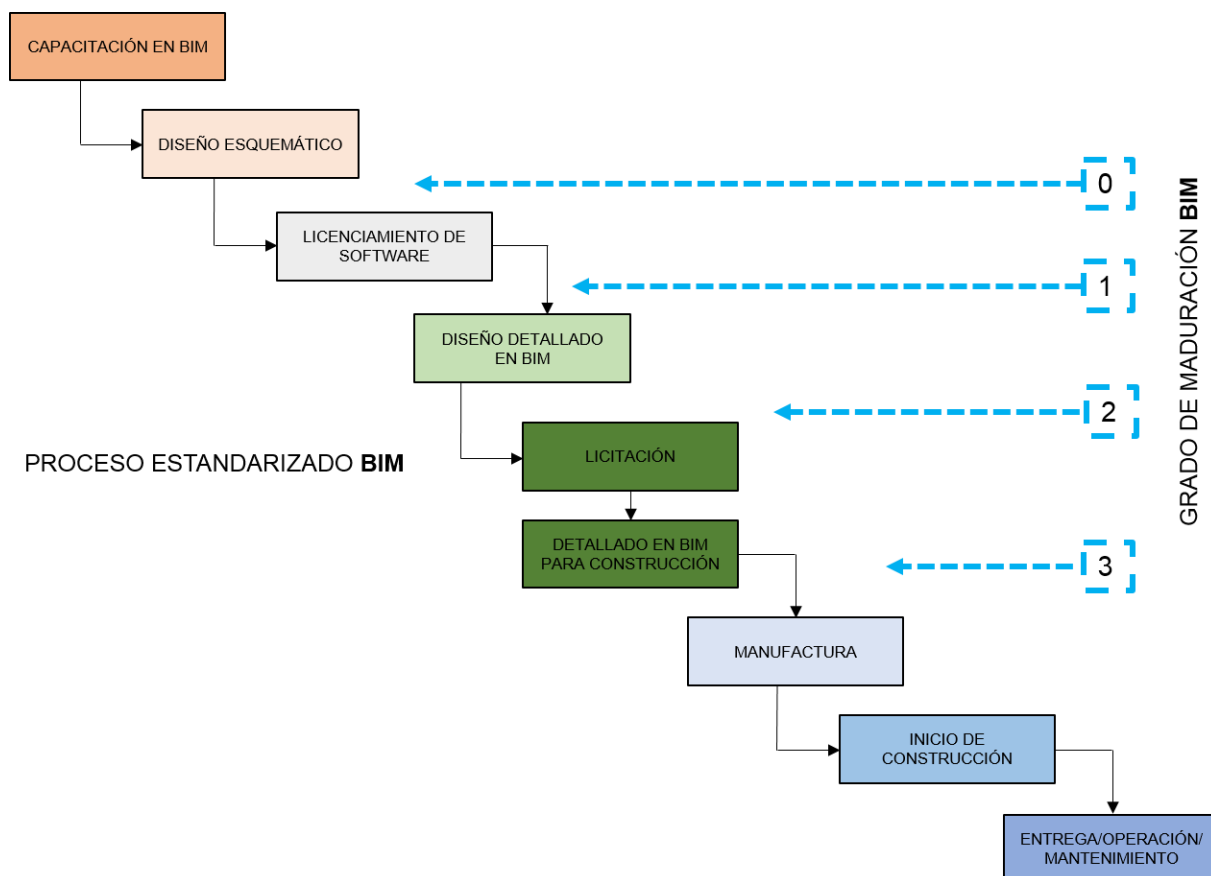 CAPACITACIÓN EN BIM
DISEÑO ESQUEMÁTICO
0
LICENCIAMIENTO DE
SOFTWARE
1
DISEÑO DETALLADO
EN BIM
2
LICITACIÓN
PROCESO ESTANDARIZADO BIM
GRADO DE MADURACIÓN BIM
DETALLADO EN BIM
PARA CONSTRUCCIÓN
3
MANUFACTURA
INICIO DE
CONSTRUCCIÓN
ENTREGA/OPERACIÓN/
MANTENIMIENTO